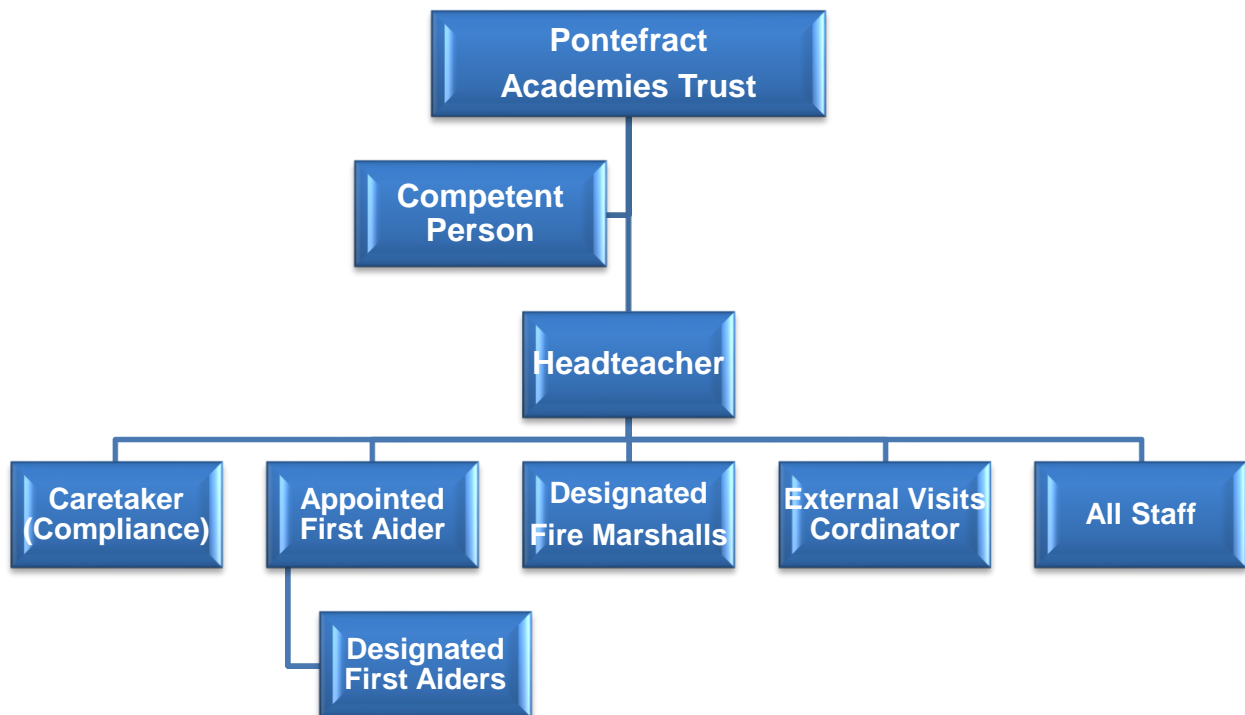 Pontefract
Academies Trust
Competent
Person
Headteacher
Caretaker
(Compliance)
Appointed
First Aider
Designated
Fire Marshalls
External Visits
Cordinator
All Staff
Designated
First Aiders